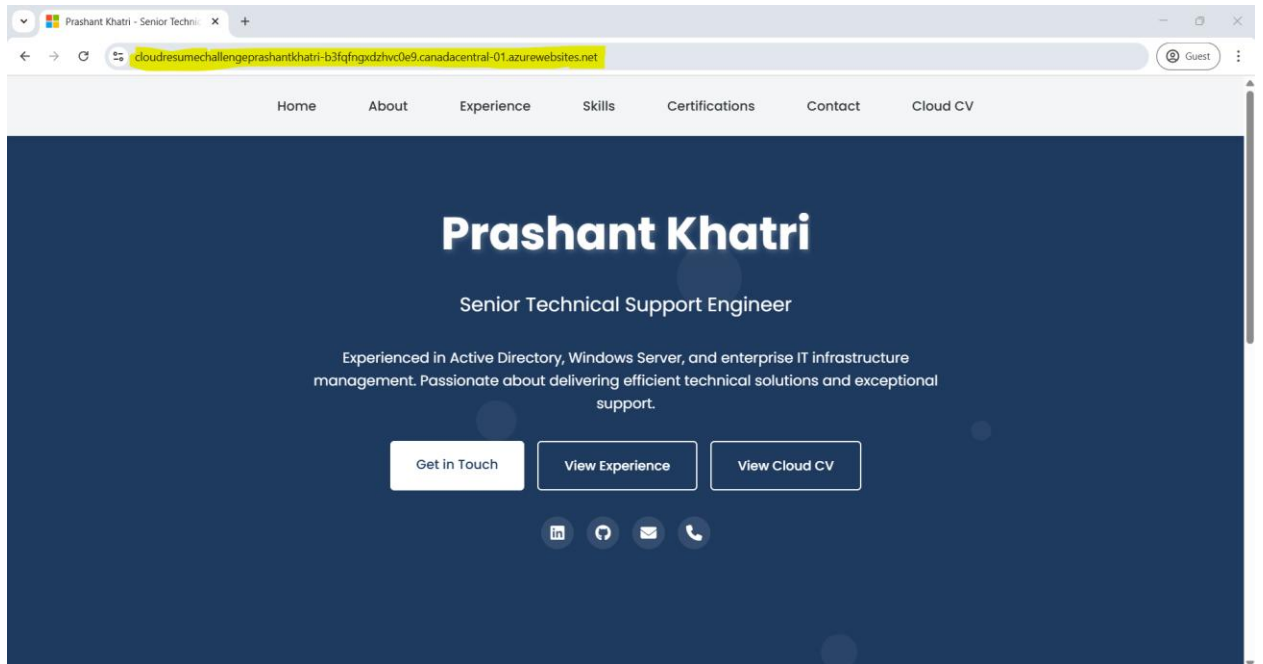 Prashant Khatri - Senior Technic
cloudresumechallengeprashantkhatri-b3fqfngxdzhvc0e9.canadacentral-01.azurewebsites.net
Guest
Home About Experience Skills Certifications Contact Cloud CV
Prashant Khatri
Senior Technical Support Engineer
Experienced in Active Directory, Windows Server, and enterprise IT infrastructure
management. Passionate about delivering efficient technical solutions and exceptional
support.
Get in Touch View Experience View Cloud CV
in